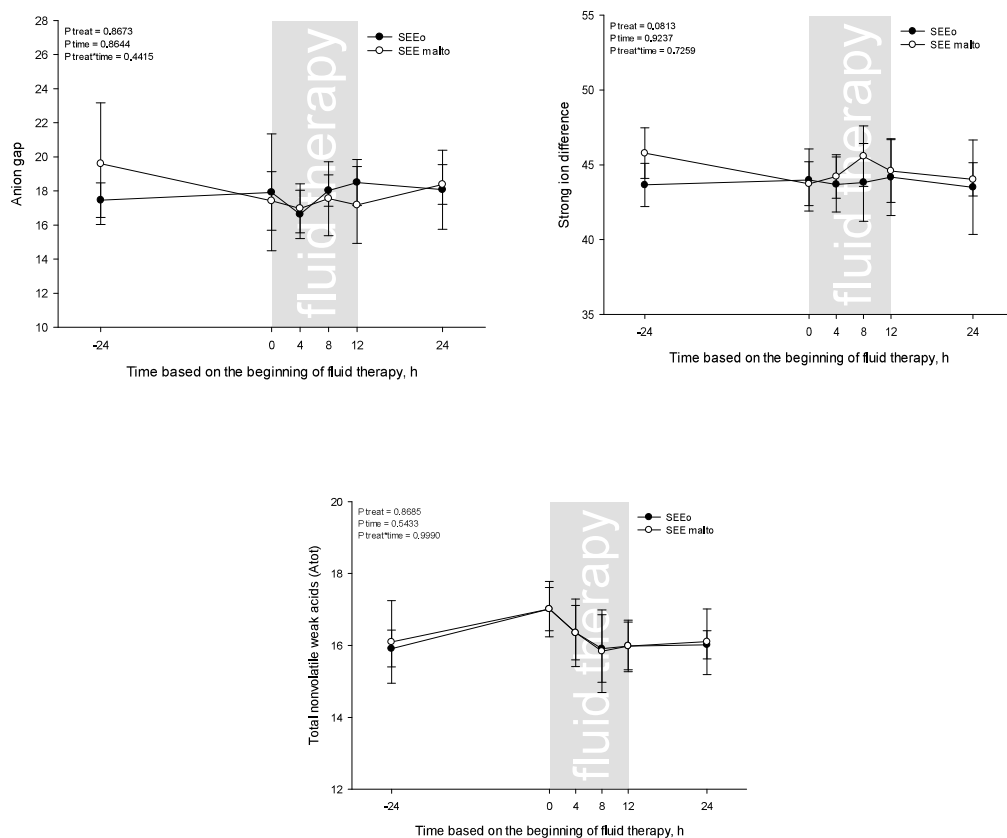 28
26
24
22
20
18
16
14
12
10
Anion gap
P treat = 0.8673
P time = 0.8644
P treat*time = 0.4415
SEEo
SEE malto
fluid therapy
-24 0 4 8 12 24
Time based on the beginning of fluid therapy, h
55
50
45
40
35
Strong ion difference
P treat = 0.0813
P time = 0.9237
P treat*time = 0.7259
SEEo
SEE malto
fluid therapy
-24 0 4 8 12 24
Time based on the beginning of fluid therapy, h
20
18
16
14
12
Total nonvolatile weak acids (Atot)
P treat = 0.8685
P time = 0.5433
P treat*time = 0.9990
SEEo
SEE malto
fluid therapy
-24 0 4 8 12 24
Time based on the beginning of fluid therapy, h